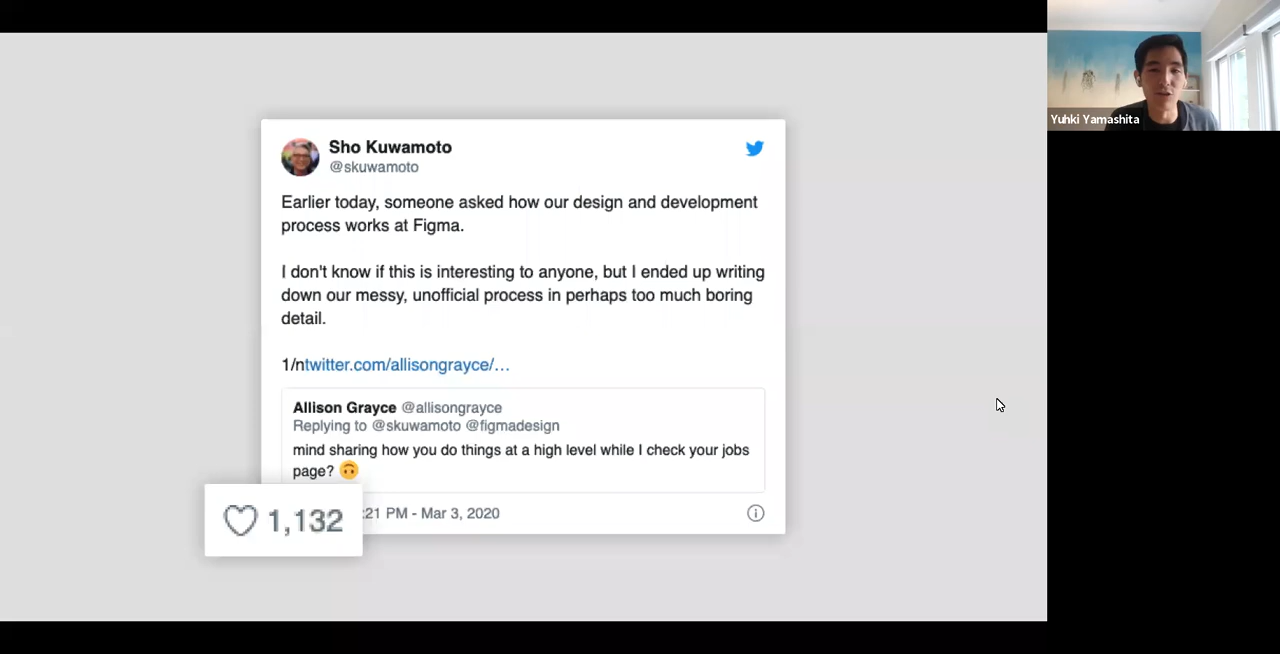 Yuhki Yamashita
Sho Kuwamoto
@skuwamoto
Earlier today, someone asked how our design and development
process works at Figma.
I don't know if this is interesting to anyone, but I ended up writing
down our messy, unofficial process in perhaps too much boring
detail.
1/ntwitter.com/allisongrayce/…
Allison Grayce @allisongrayce
Replying to @skuwamoto @figmadesign
mind sharing how you do things at a high level while I check your jobs
page? 🙃
:21 PM - Mar 3, 2020
1,132